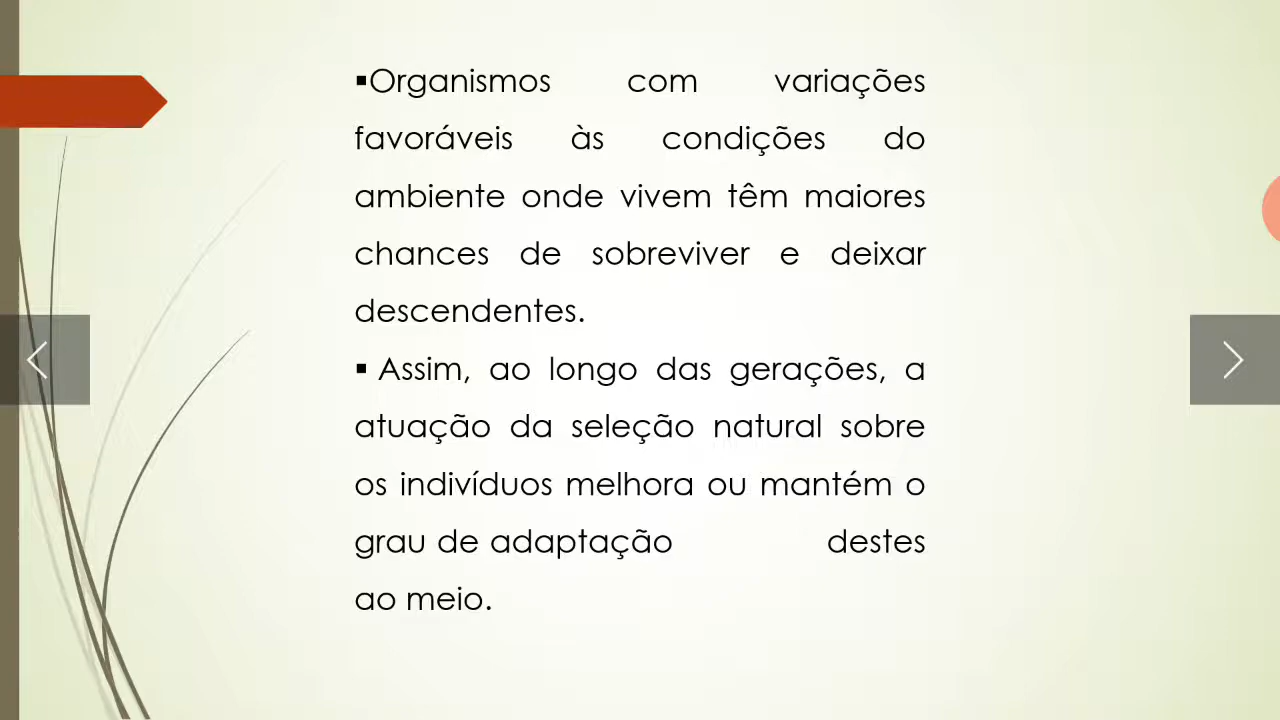 ▪Organismos com variações
favoráveis às condições do
ambiente onde vivem têm maiores
chances de sobreviver e deixar
descendentes.
▪ Assim, ao longo das gerações, a
atuação da seleção natural sobre
os indivíduos melhora ou mantém o
grau de adaptação destes
ao meio.